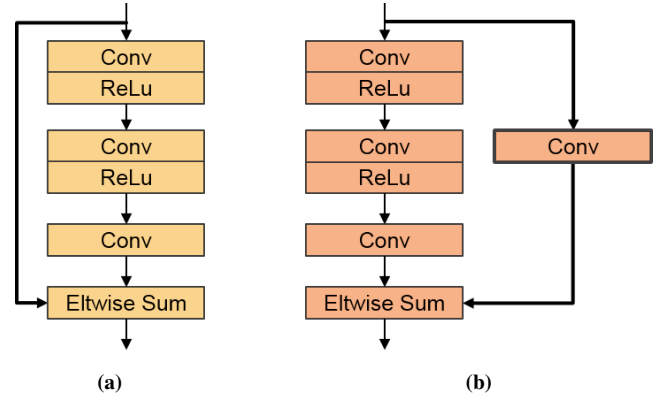 Conv
ReLu
Conv
ReLu
Conv
Eltwise Sum
(a)
Conv
ReLu
Conv
ReLu
Conv
Conv
Eltwise Sum
(b)